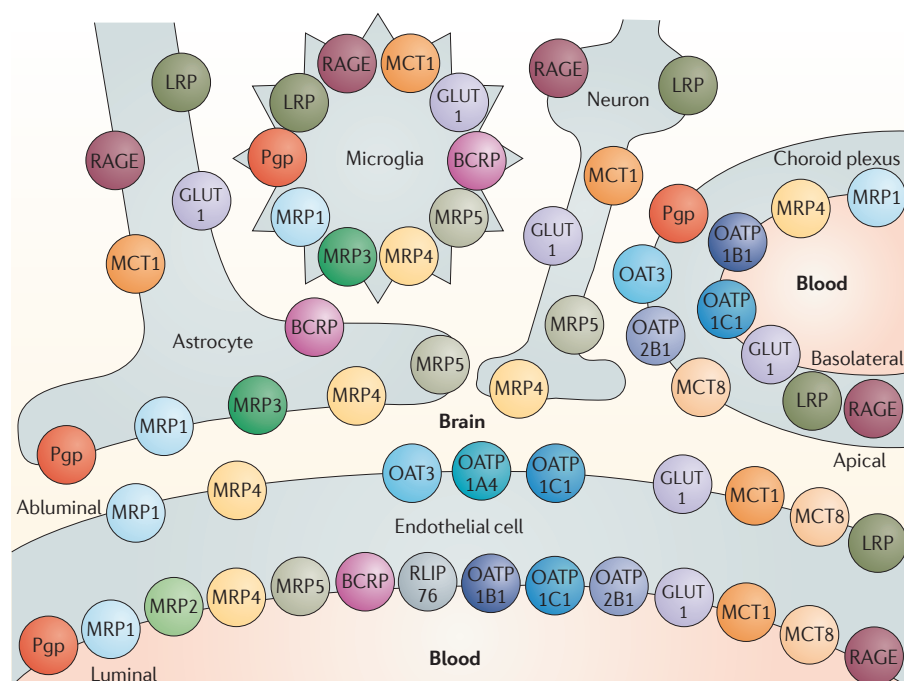 LRP
RAGE
GLUT
1
MCT1
BCRP
Astrocyte
MRP5
MRP4
MRP3
MRP1
Pgp
RAGE
MCT1
LRP
GLUT
1
Pgp
Microglia
BCRP
MRP1
MRP5
MRP3
MRP4
RAGE
LRP
Neuron
MCT1
GLUT
1
MRP5
MRP4
Choroid plexus
Pgp
MRP4
MRP1
OATP
1B1
OAT3
Blood
OATP
1C1
OATP
2B1
GLUT
1
Basolateral
MCT8
LRP
RAGE
Apical
Brain
Abluminal
MRP1
MRP4
OAT3
OATP
1A4
OATP
1C1
GLUT
1
MCT1
MCT8
LRP
Endothelial cell
Pgp
MRP1
MRP2
MRP4
MRP5
BCRP
RLIP
76
OATP
1B1
OATP
1C1
OATP
2B1
GLUT
1
MCT1
MCT8
RAGE
Luminal
Blood